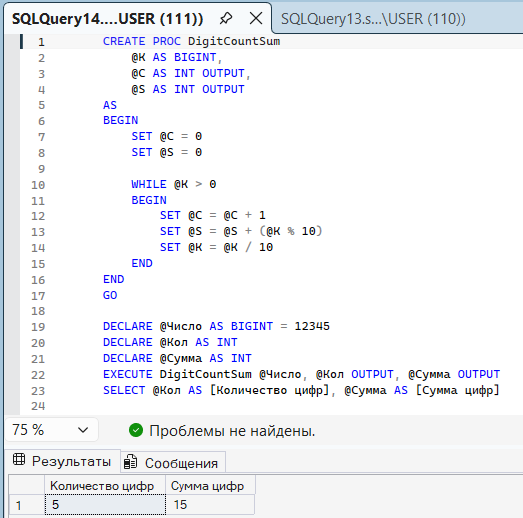 SQLQuery14....USER (111)) SQLQuery13.s...\USER (110))
1 CREATE PROC DigitCountSum
2 @K AS BIGINT,
3 @C AS INT OUTPUT,
4 @S AS INT OUTPUT
5 AS
6 BEGIN
7 SET @C = 0
8 SET @S = 0
9
10 WHILE @K > 0
11 BEGIN
12 SET @C = @C + 1
13 SET @S = @S + (@K % 10)
14 SET @K = @K / 10
15 END
16 END
17 GO
18
19 DECLARE @Число AS BIGINT = 12345
20 DECLARE @Кол AS INT
21 DECLARE @Сумма AS INT
22 EXECUTE DigitCountSum @Число, @Кол OUTPUT, @Сумма OUTPUT
23 SELECT @Кол AS [Количество цифр], @Сумма AS [Сумма цифр]
24
75 % Проблемы не найдены.
Результаты Сообщения
Количество цифр Сумма цифр
1 5 15